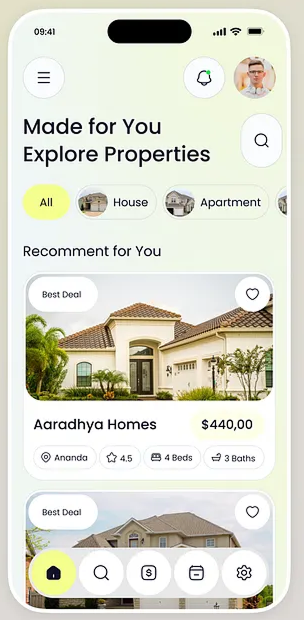 09:41
Made for You
Explore Properties
All
House
Apartment
Recomment for You
Best Deal
Aaradhya Homes
$440,00
Ananda
4.5
4 Beds
3 Baths
Best Deal